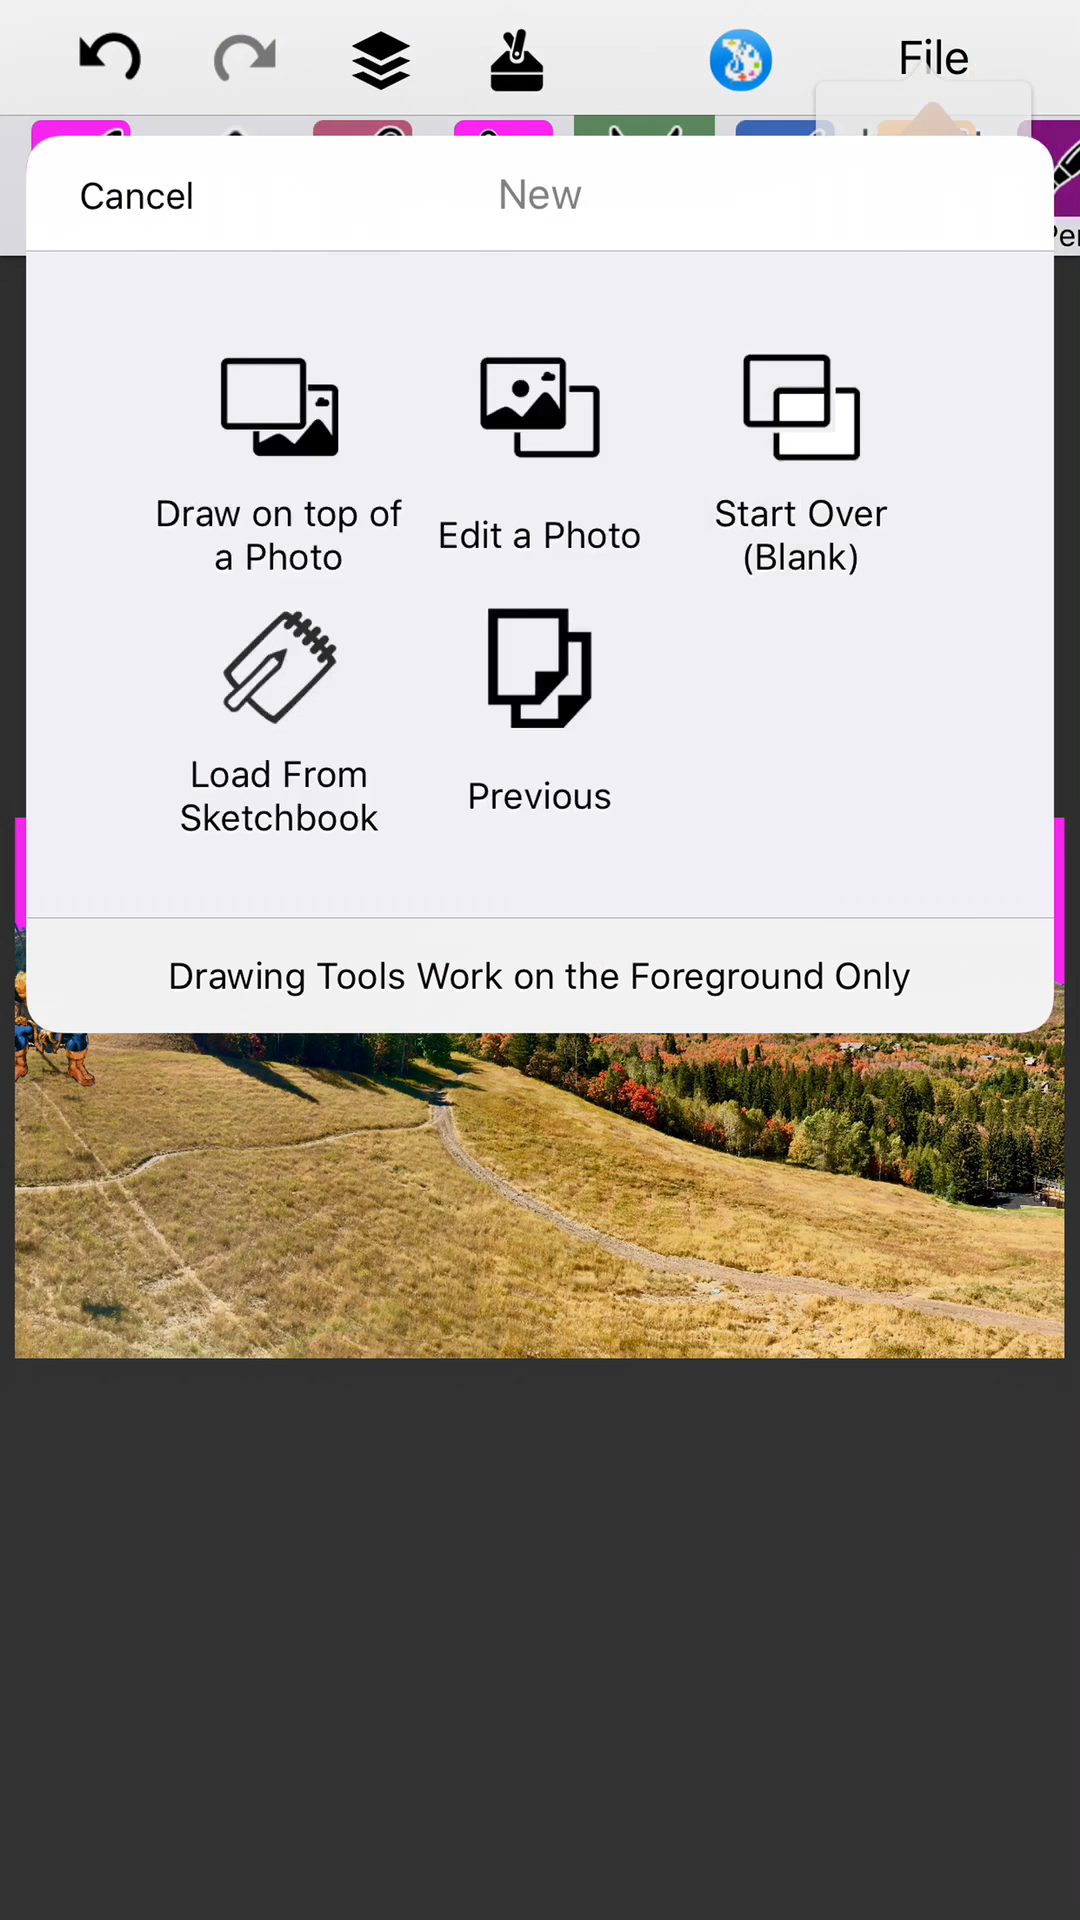 File
Cancel
New
Draw on top of
a Photo
Edit a Photo
Start Over
(Blank)
Load From
Sketchbook
Previous
Drawing Tools Work on the Foreground Only